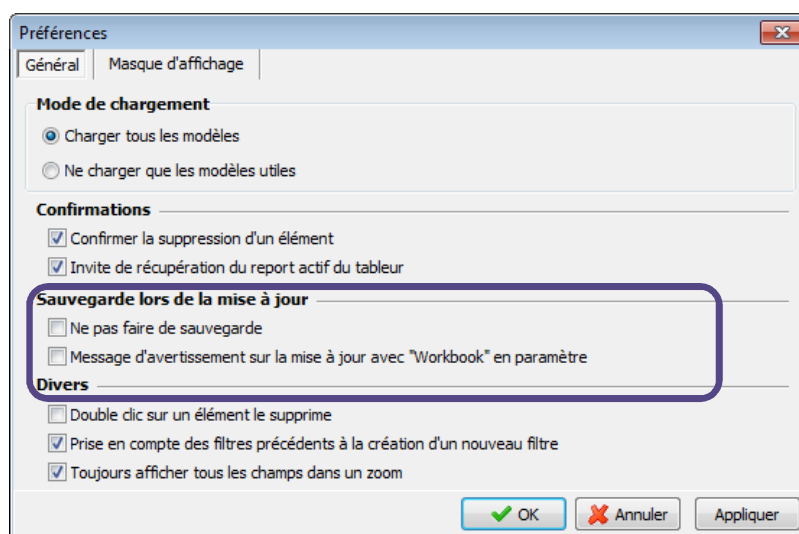 Préférences
Général
Masque d'affichage
Mode de chargement
Charger tous les modèles
Ne charger que les modèles utiles
Confirmations
Confirmer la suppression d'un élément
Invite de récupération du report actif du tableur
Sauvegarde lors de la mise à jour
Ne pas faire de sauvegarde
Message d'avertissement sur la mise à jour avec "Workbook" en paramètre
Divers
Double clic sur un élément le supprime
Prise en compte des filtres précédents à la création d'un nouveau filtre
Toujours afficher tous les champs dans un zoom
OK
Annuler
Appliquer